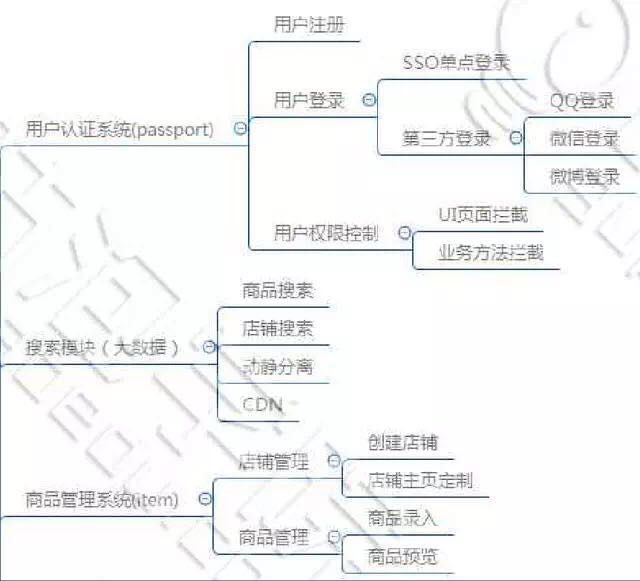 用户认证系统(passport)
用户注册
用户登录
SSO单点登录
第三方登录
QQ登录
微信登录
微博登录
用户权限控制
UI页面拦截
业务方法拦截
搜索模块（大数据）
商品搜索
店铺搜索
动静分离
CDN
商品管理系统(item)
店铺管理
创建店铺
店铺主页定制
商品管理
商品录入
商品预览